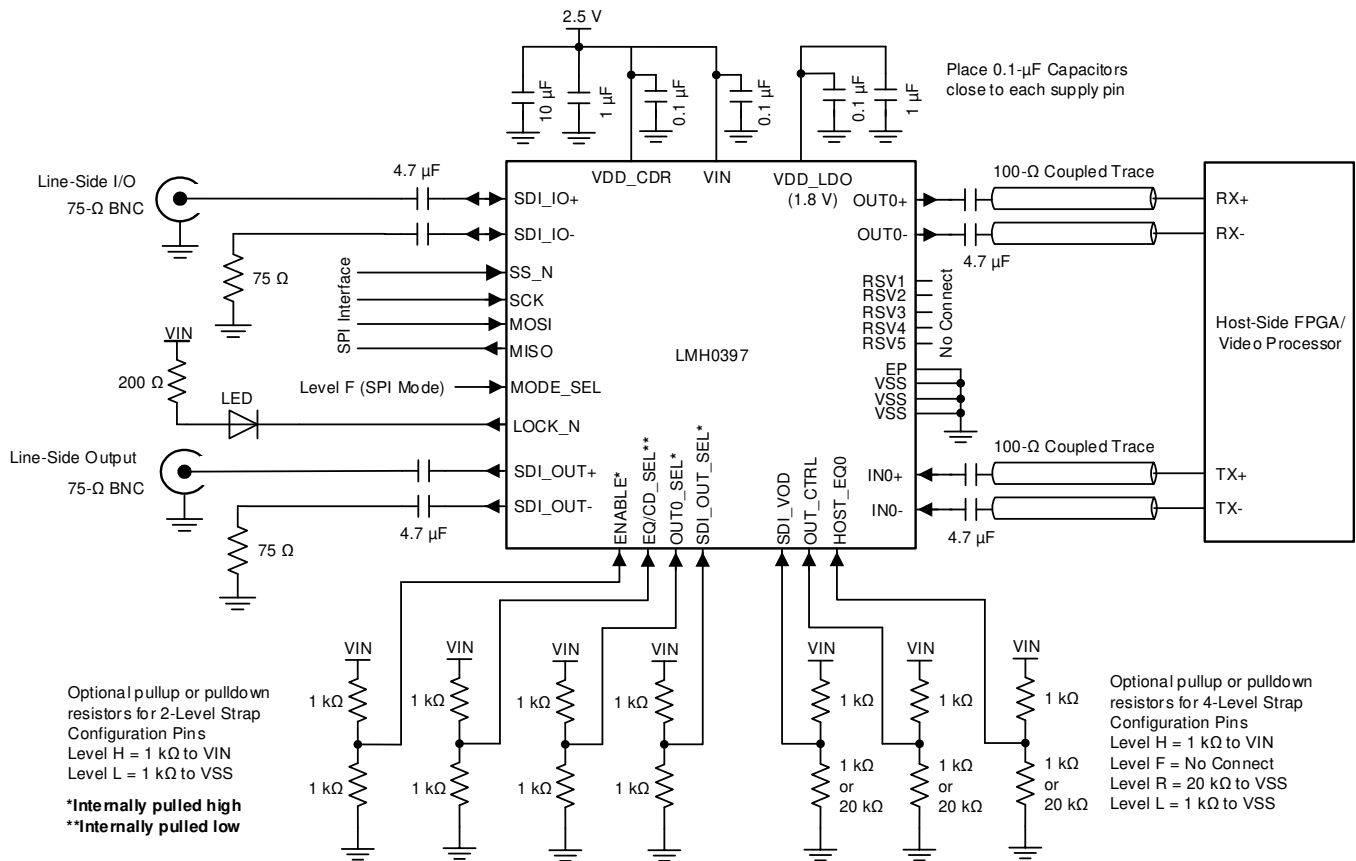 2.5 V
10 µF
1 µF
0.1 µF
0.1 µF
0.1 µF
1 µF
Place 0.1-µF Capacitors
close to each supply pin
Line-Side I/O
75-Ω BNC
4.7 µF
VDD_CDR
VIN
VDD_LDO
(1.8 V)
SDI_IO+
SDI_IO-
75 Ω
SPI Interface
SS_N
SCK
MOSI
MISO
VIN
200 Ω
LED
Level F (SPI Mode)
MODE_SEL
LOCK_N
Line-Side Output
75-Ω BNC
SDI_OUT+
SDI_OUT-
4.7 µF
75 Ω
LMH0397
OUT0+
OUT0-
100-Ω Coupled Trace
4.7 µF
RX+
RX-
RSV1
RSV2
RSV3
RSV4
RSV5
No Connect
EP
VSS
VSS
VSS
Host-Side FPGA/
Video Processor
100-Ω Coupled Trace
IN0+
IN0-
4.7 µF
TX+
TX-
ENABLE*
EQ/CD_SEL**
OUT0_SEL*
SDI_OUT_SEL*
SDI_VOD
OUT_CTRL
HOST_EQ0
VIN
VIN
VIN
VIN
VIN
VIN
VIN
1 kΩ
1 kΩ
1 kΩ
1 kΩ
1 kΩ
1 kΩ
1 kΩ
1 kΩ
1 kΩ
1 kΩ
1 kΩ
1 kΩ
or
20 kΩ
1 kΩ
or
20 kΩ
1 kΩ
or
20 kΩ
Optional pullup or pulldown
resistors for 2-Level Strap
Configuration Pins
Level H = 1 kΩ to VIN
Level L = 1 kΩ to VSS
*Internally pulled high
**Internally pulled low
Optional pullup or pulldown
resistors for 4-Level Strap
Configuration Pins
Level H = 1 kΩ to VIN
Level F = No Connect
Level R = 20 kΩ to VSS
Level L = 1 kΩ to VSS